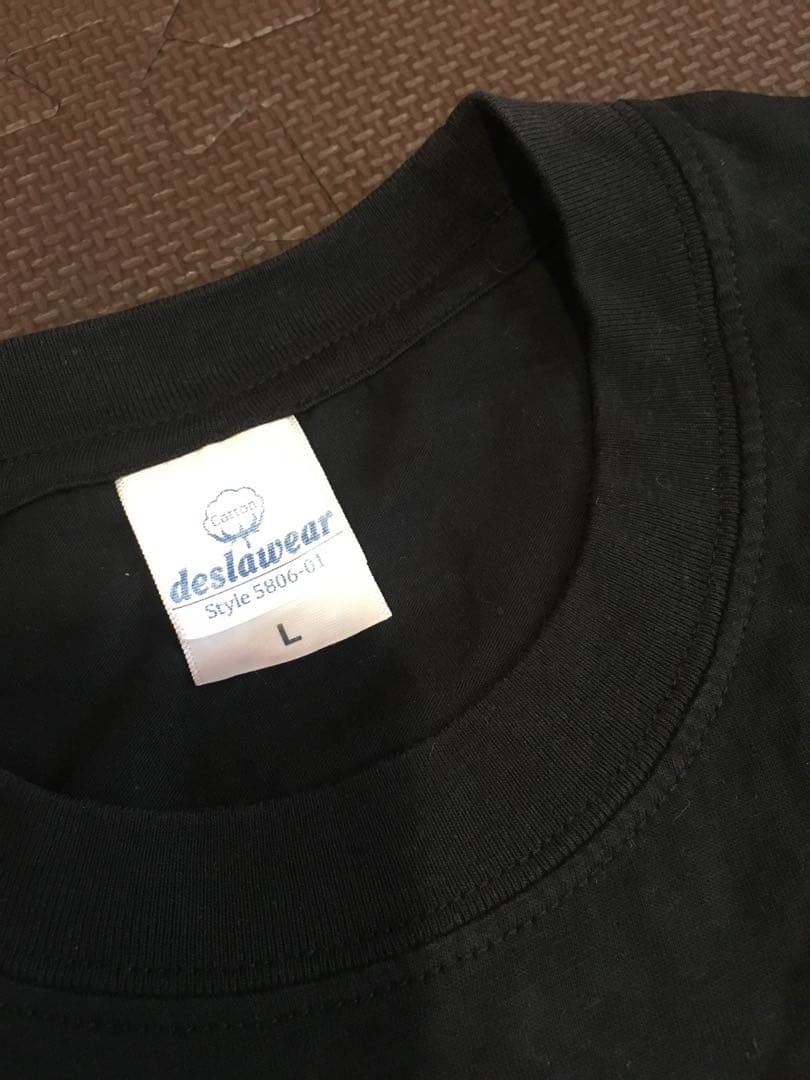 Cotton
deslawear
Style 5806-01
L